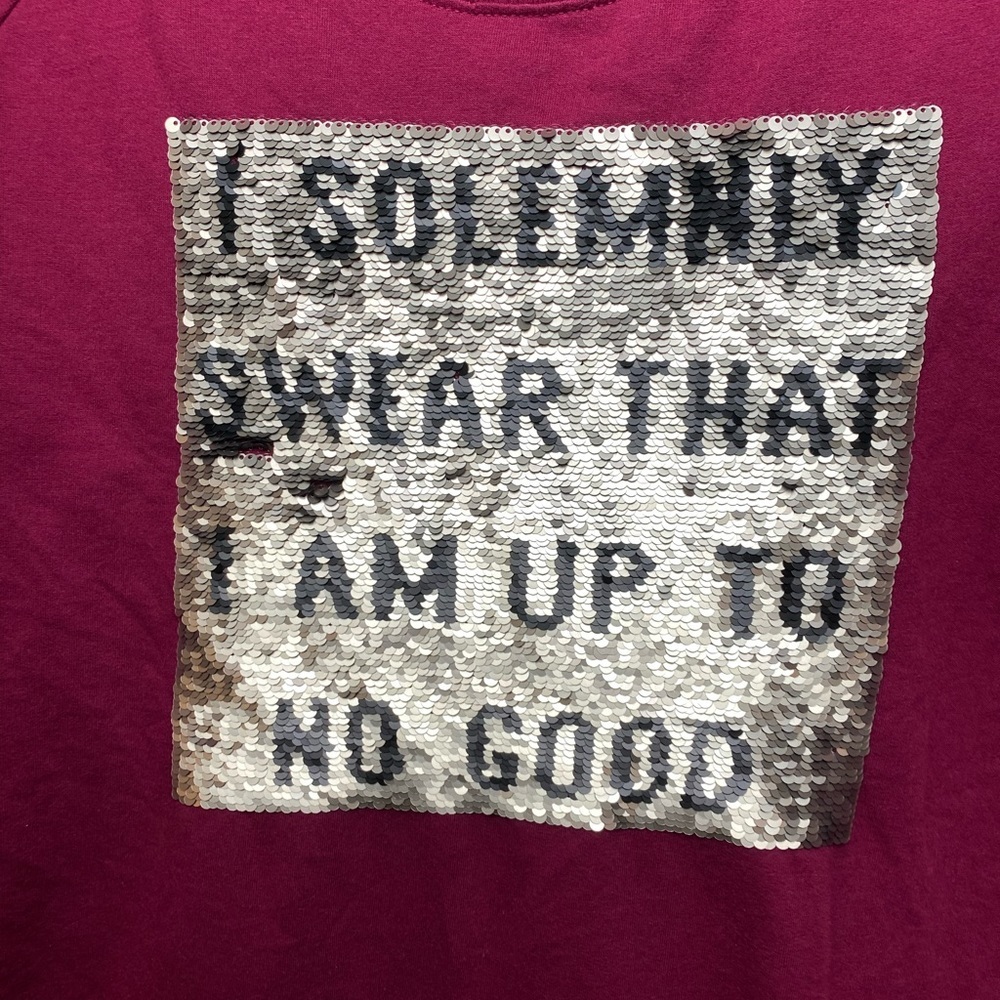 I SOLEMNLY
SWEAR THAT
I AM UP TO
NO GOOD